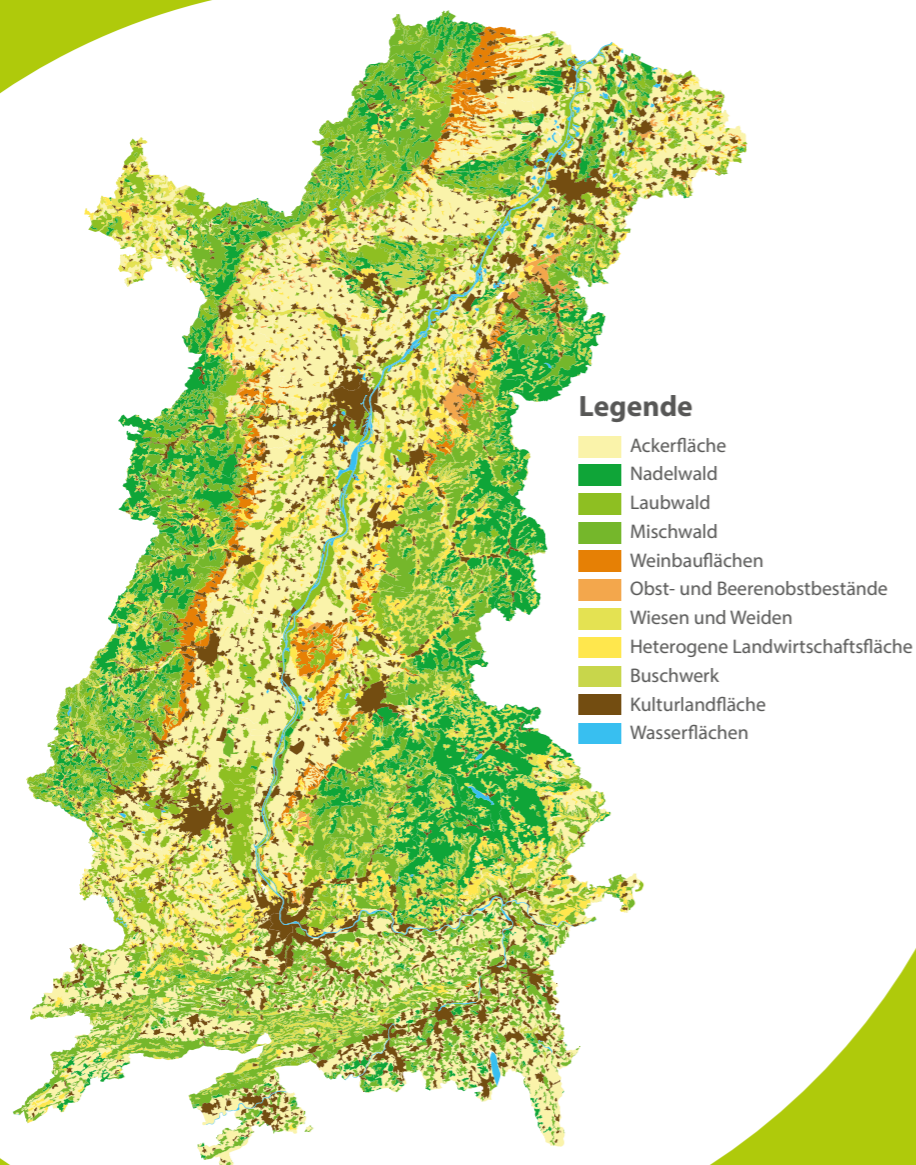 Legende
Ackerfläche
Nadelwald
Laubwald
Mischwald
Weinbauflächen
Obst- und Beerenobstbestände
Wiesen und Weiden
Heterogene Landwirtschaftsfläche
Buschwerk
Kulturlandfläche
Wasserflächen